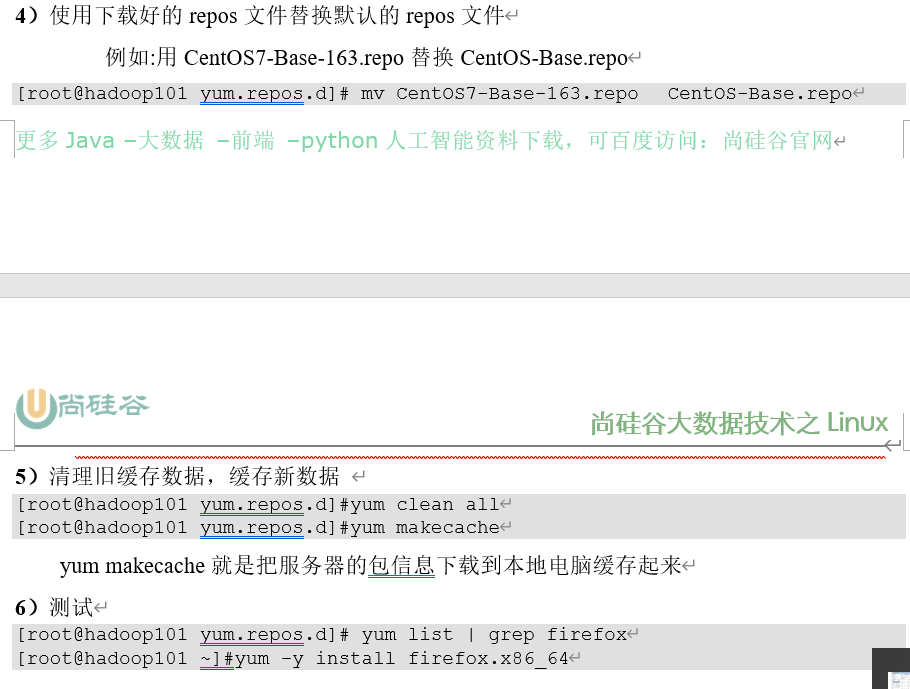 4）使用下载好的 repos 文件替换默认的 repos 文件↵
例如:用 CentOS7-Base-163.repo 替换 CentOS-Base.repo↵
[root@hadoop101 yum.repos.d]# mv CentOS7-Base-163.repo   CentOS-Base.repo↵
更多 Java –大数据 –前端 –python 人工智能资料下载，可百度访问：尚硅谷官网↵
尚硅谷
尚硅谷大数据技术之 Linux
↵
5）清理旧缓存数据，缓存新数据 ↵
[root@hadoop101 yum.repos.d]#yum clean all↵
[root@hadoop101 yum.repos.d]#yum makecache↵
yum makecache 就是把服务器的包信息下载到本地电脑缓存起来↵
6）测试↵
[root@hadoop101 yum.repos.d]# yum list | grep firefox↵
[root@hadoop101 ~]#yum –y install firefox.x86_64↵